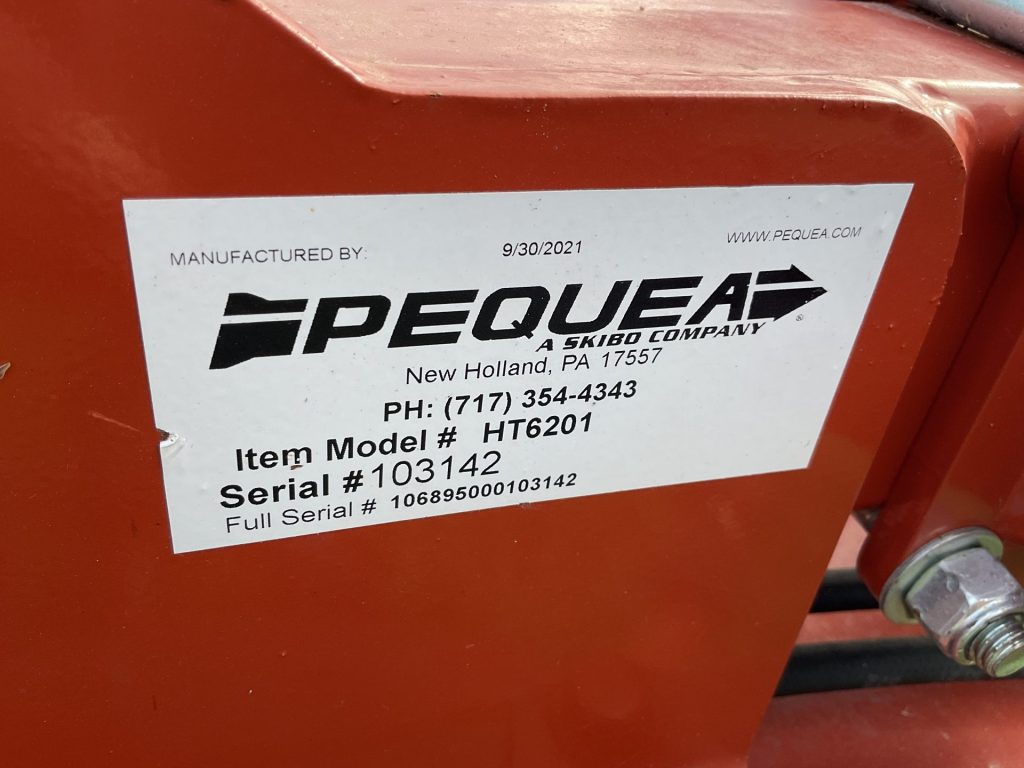 MANUFACTURED BY: 9/30/2021 WWW.PEQUEA.COM
PEQUEA
A SKIBO COMPANY ®
New Holland, PA 17557
PH: (717) 354-4343
Item Model # HT6201
Serial # 103142
Full Serial # 106895000103142